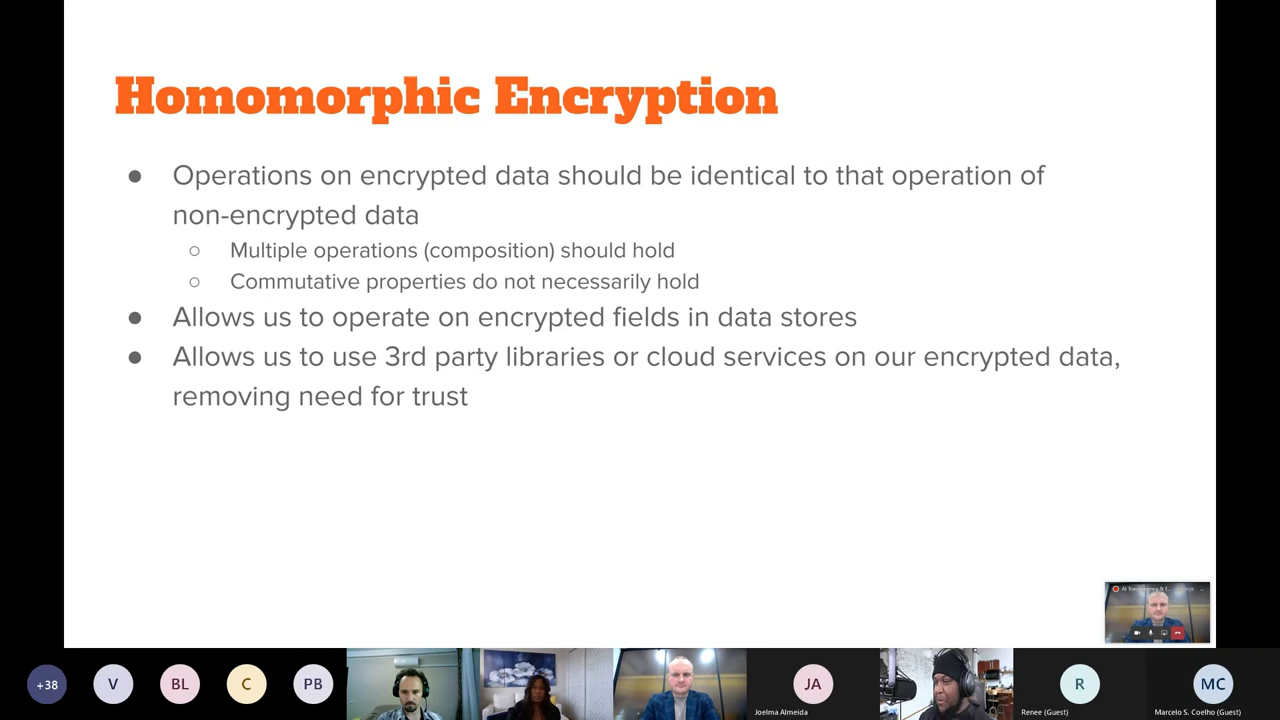 Homomorphic Encryption
● Operations on encrypted data should be identical to that operation of
non-encrypted data
○ Multiple operations (composition) should hold
○ Commutative properties do not necessarily hold
● Allows us to operate on encrypted fields in data stores
● Allows us to use 3rd party libraries or cloud services on our encrypted data,
removing need for trust
+38
V
BL
C
PB
JA
Joelma Almeida
R
Renee (Guest)
MC
Marcelo S. Coelho (Guest)